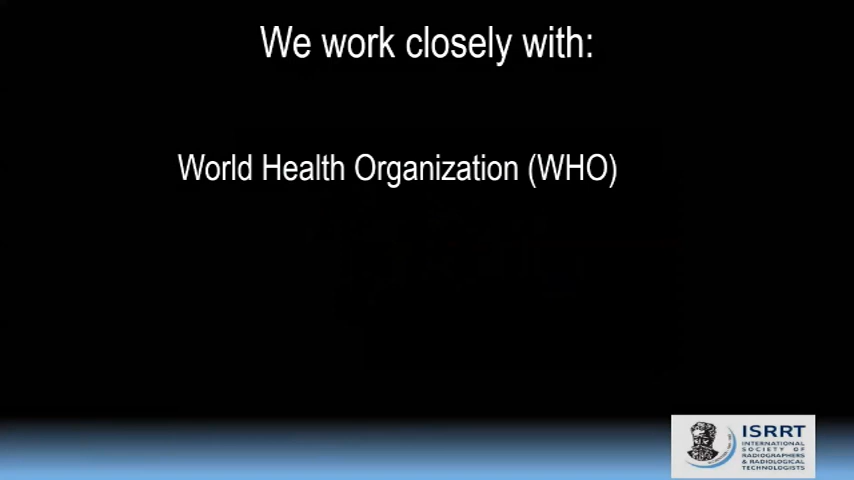 We work closely with:
World Health Organization (WHO)
ISRRT
INTERNATIONAL
SOCIETY OF
RADIOGRAPHERS
& RADIOLOGICAL
TECHNOLOGISTS